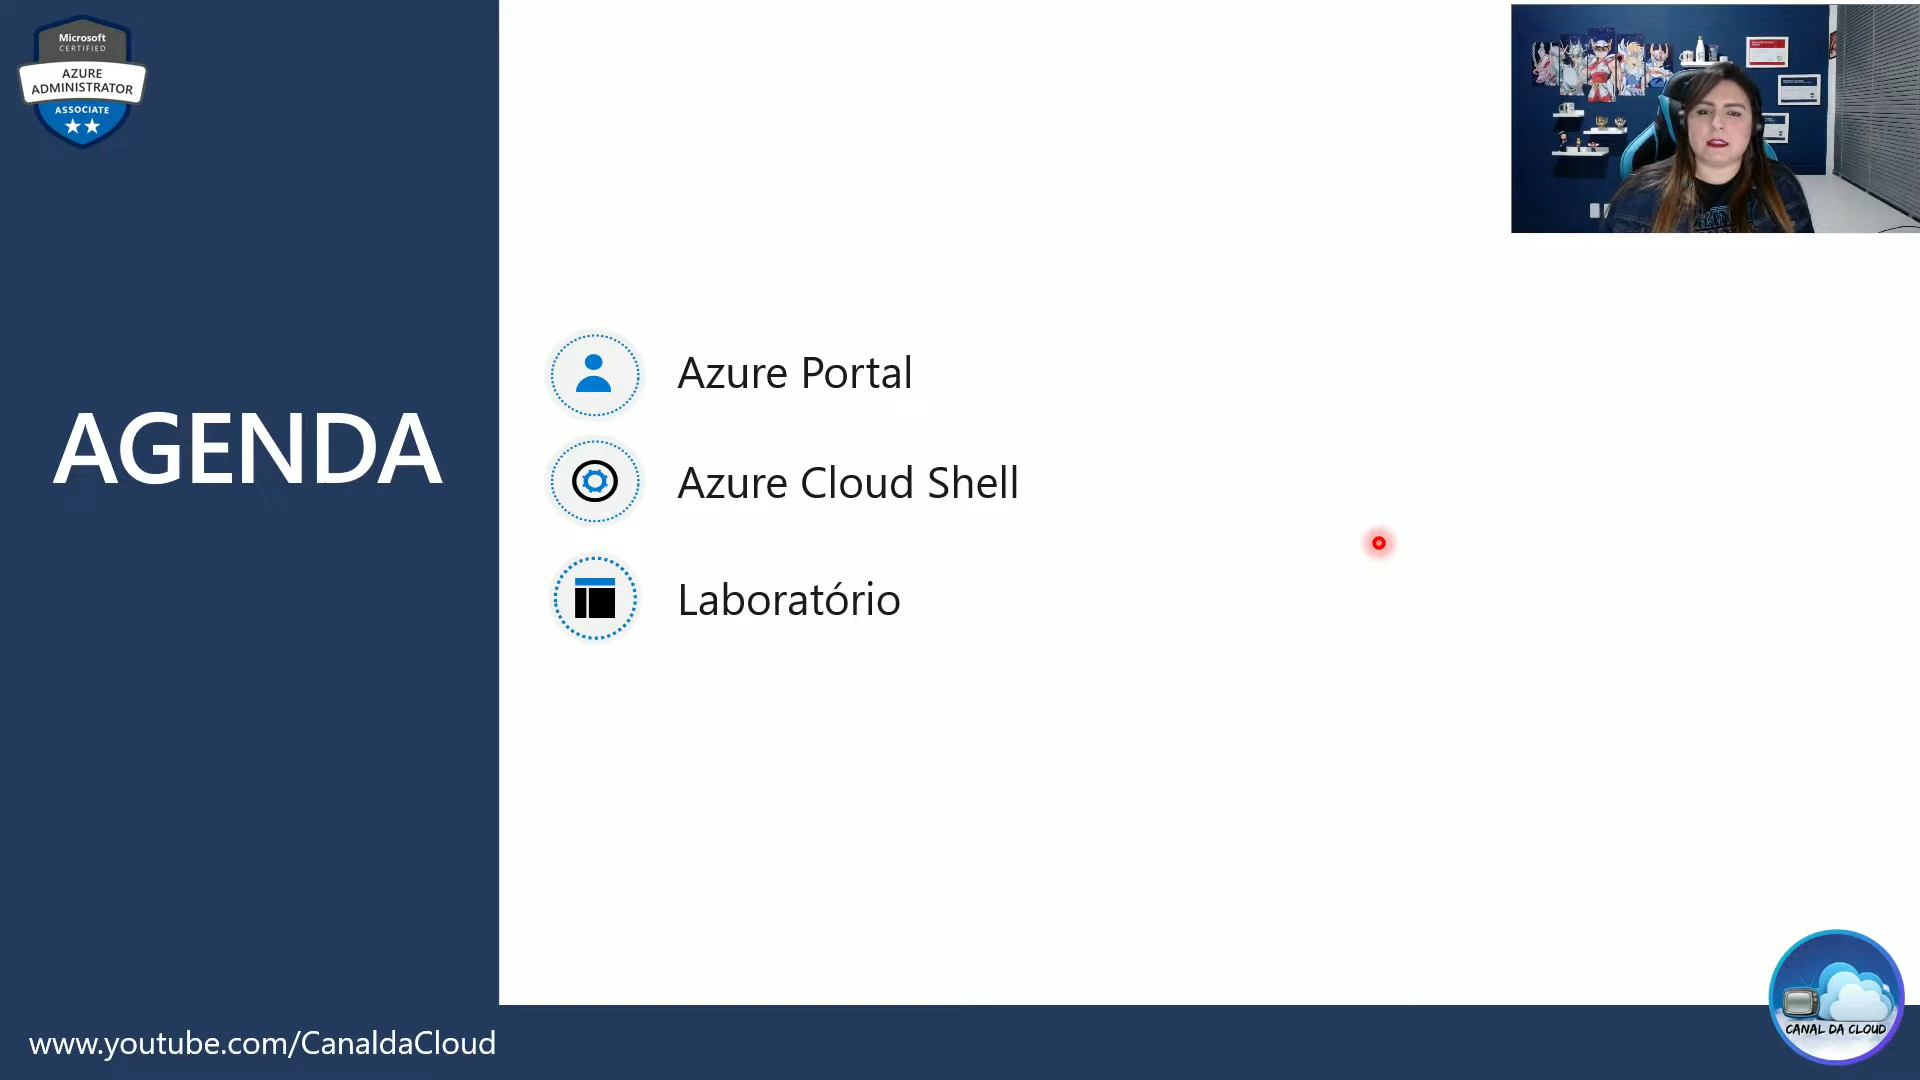 Microsoft
CERTIFIED
AZURE
ADMINISTRATOR
ASSOCIATE
AGENDA
Azure Portal
Azure Cloud Shell
Laboratório
www.youtube.com/CanaldaCloud
CANAL DA CLOUD